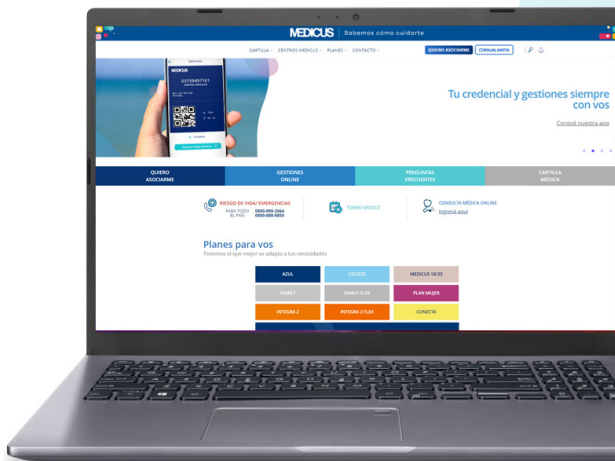 MEDICUS Sabemos cómo cuidarte
CARTILLA CENTROS MEDICUS PLANES CONTACTO QUIERO ASOCIARME
MEDICUS
Tu credencial y gestiones siempre
con vos
Conocé nuestra app
QUIERO
ASOCIARME
GESTIONES
ONLINE
PREGUNTAS
FRECUENTES
CARTILLA
MÉDICA
RIESGO DE VIDA/ EMERGENCIAS
PARA TODO
EL PAÍS
TURNO MEDICO
CONSULTA MÉDICA ONLINE
Ingresá aquí
Planes para vos
Tenemos el que mejor se adapta a tus necesidades
AZUL CELESTE MEDICUS 18/35
FAMILY FAMILY FLEX PLAN MUJER
INTEGRA 2 INTEGRA 2 FLEX CONECTA